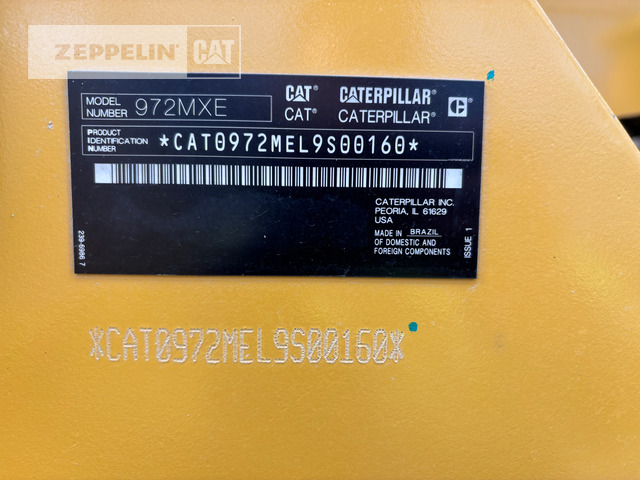 ZEPPELIN CAT
MODEL NUMBER 972MXE
CAT CATERPILLAR C
CAT® CATERPILLAR®
PRODUCT IDENTIFICATION NUMBER *CAT0972MEL9S00160*
CATERPILLAR INC.
PEORIA, IL 61629
USA
MADE IN BRAZIL
OF DOMESTIC AND
FOREIGN COMPONENTS
239-6986 7
ISSUE 1
*CAT0972MEL9S00160*